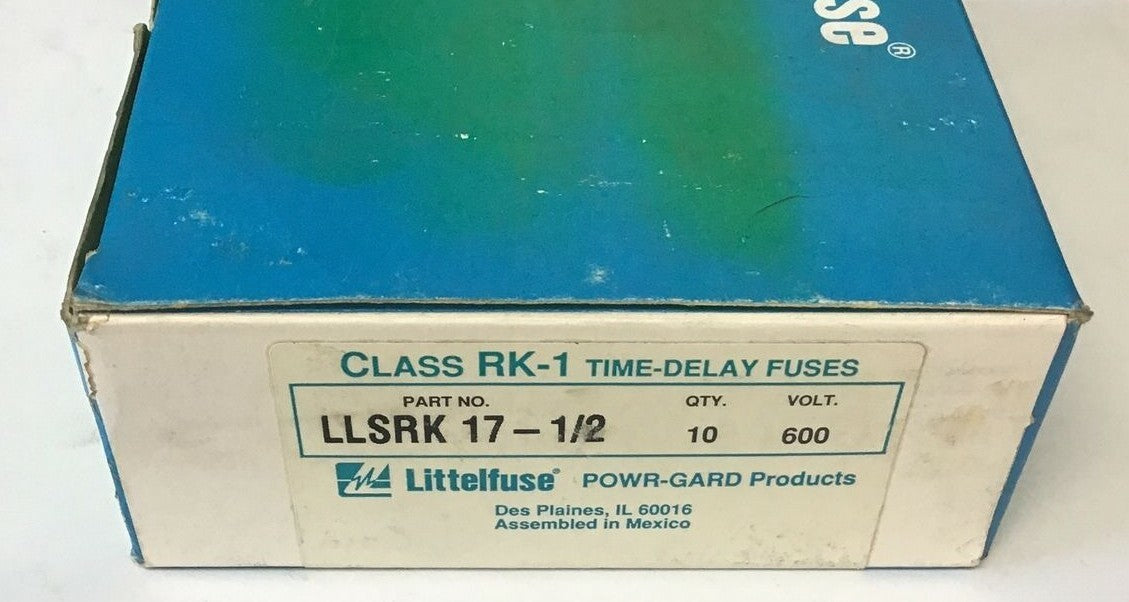 se®
CLASS RK-1 TIME-DELAY FUSES
PART NO. QTY. VOLT.
LLSRK 17-1/2 10 600
Littelfuse® POWR-GARD Products
Des Plaines, IL 60016
Assembled in Mexico